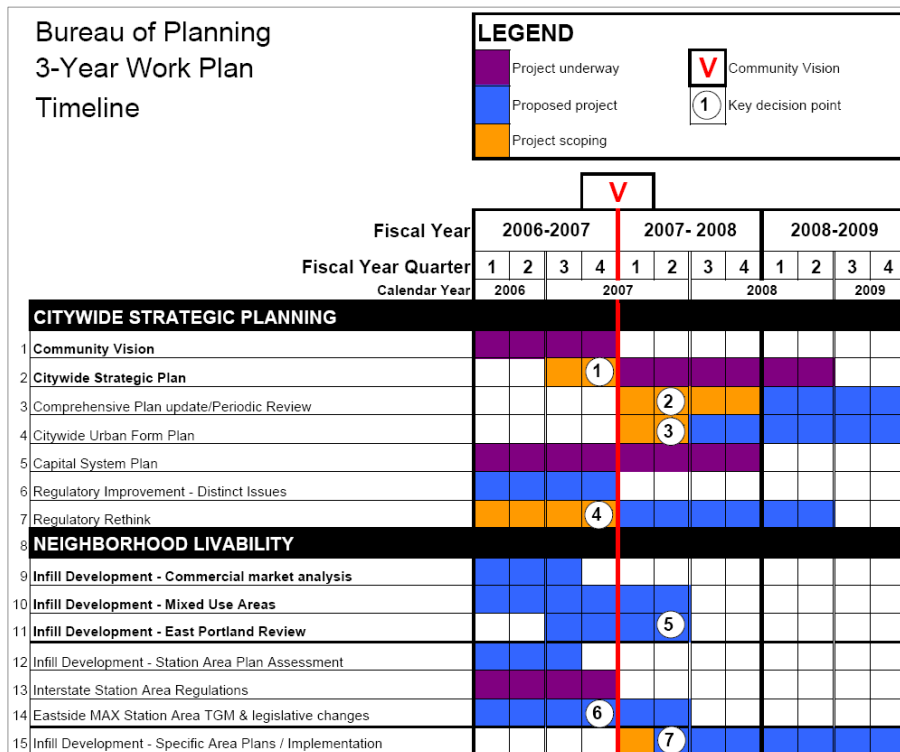 Bureau of Planning
3-Year Work Plan
Timeline
LEGEND
Project underway
V Community Vision
Proposed project
1 Key decision point
Project scoping
V
Fiscal Year 2006-2007 2007- 2008 2008-2009
Fiscal Year Quarter 1 2 3 4 1 2 3 4 1 2 3 4
Calendar Year 2006 2007 2008 2009
CITYWIDE STRATEGIC PLANNING
1 Community Vision
2 Citywide Strategic Plan 1
3 Comprehensive Plan update/Periodic Review 2
4 Citywide Urban Form Plan 3
5 Capital System Plan
6 Regulatory Improvement - Distinct Issues
7 Regulatory Rethink 4
8 NEIGHBORHOOD LIVABILITY
9 Infill Development - Commercial market analysis
10 Infill Development - Mixed Use Areas
11 Infill Development - East Portland Review 5
12 Infill Development - Station Area Plan Assessment
13 Interstate Station Area Regulations
14 Eastside MAX Station Area TGM & legislative changes 6
15 Infill Development - Specific Area Plans / Implementation 7